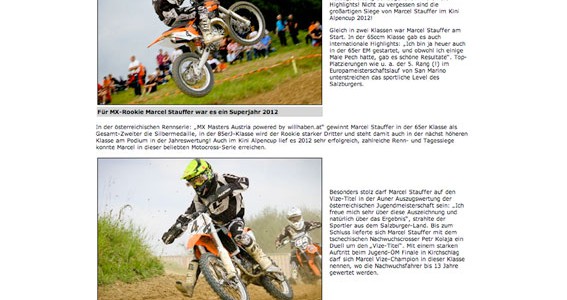 Highlights! Nicht zu vergessen sind die
großartigen Siege von Marcel Stauffer im Kini
Alpencup 2012!
Gleich in zwei Klassen war Marcel Stauffer am
Start. In der 65ccm Klasse gab es auch
internationale Highlights: „Ich bin ja heuer auch
in der 65er EM gestartet, und obwohl ich einige
Male Pech hatte, gab es schöne Resultate". Top-
Platzierungen wie u. a. der 5. Rang (!) im
Europameisterschaftslauf von San Marino
unterstreichen das sportliche Level des
Salzburgers.
Für MX-Rookie Marcel Stauffer war es ein Superjahr 2012
In der österreichischen Rennserie: „MX Masters Austria powered by willhaben.at" gewinnt Marcel Stauffer in der 65er Klasse als
Gesamt-Zweiter die Silbermedaille, in der 85erJ-Klasse wird der Rookie starker Dritter und steht damit auch in der nächst höheren
Klasse am Podium in der Jahreswertung! Auch im Kini Alpencup lief es 2012 sehr erfolgreich, zahlreiche Renn- und Tagessiege
konnte Marcel in dieser beliebten Motocross-Serie erreichen.
Besonders stolz darf Marcel Stauffer auf den
Vize-Titel in der Auner Auszugswertung der
österreichischen Jugendmeisterschaft sein: „Ich
freue mich sehr über diese Auszeichnung und
natürlich über das Ergebnis", strahlte der
Sportler aus dem Salzburger-Land. Bis zum
Schluss lieferte sich Marcel Stauffer mit dem
tschechischen Nachwuchscrosser Petr Kolaja ein
Duell um den „Vize-Titel". Mit einem starken
Auftritt beim Jugend-ÖM Finale in Kirchschlag
darf sich Marcel Vize-Champion in dieser Klasse
nennen, wo die Nachwuchsfahrer bis 13 Jahre
gewertet werden.